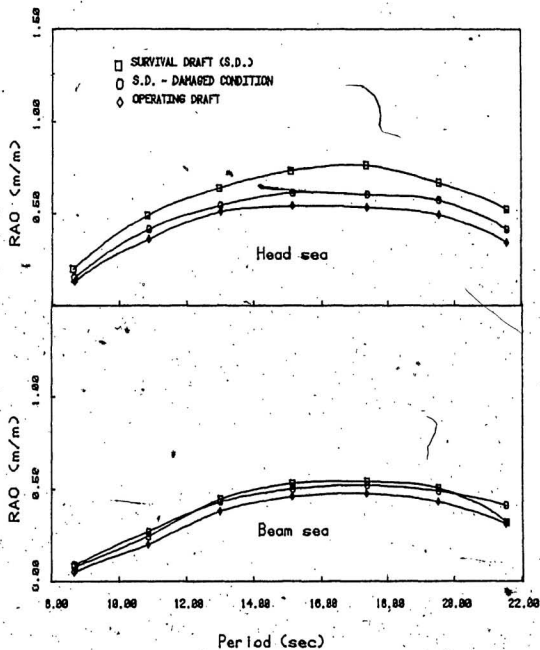 1.50
□ SURVIVAL DRAFT (S.D.)
O S.D. - DAMAGED CONDITION
◇ OPERATING DRAFT
1.00
RAO (m/m)
0.50
Head sea
1.00
RAO (m/m)
0.50
Beam sea
0.00
8.00 10.00 12.00 14.00 16.00 18.00 20.00 22.00
Period (sec)